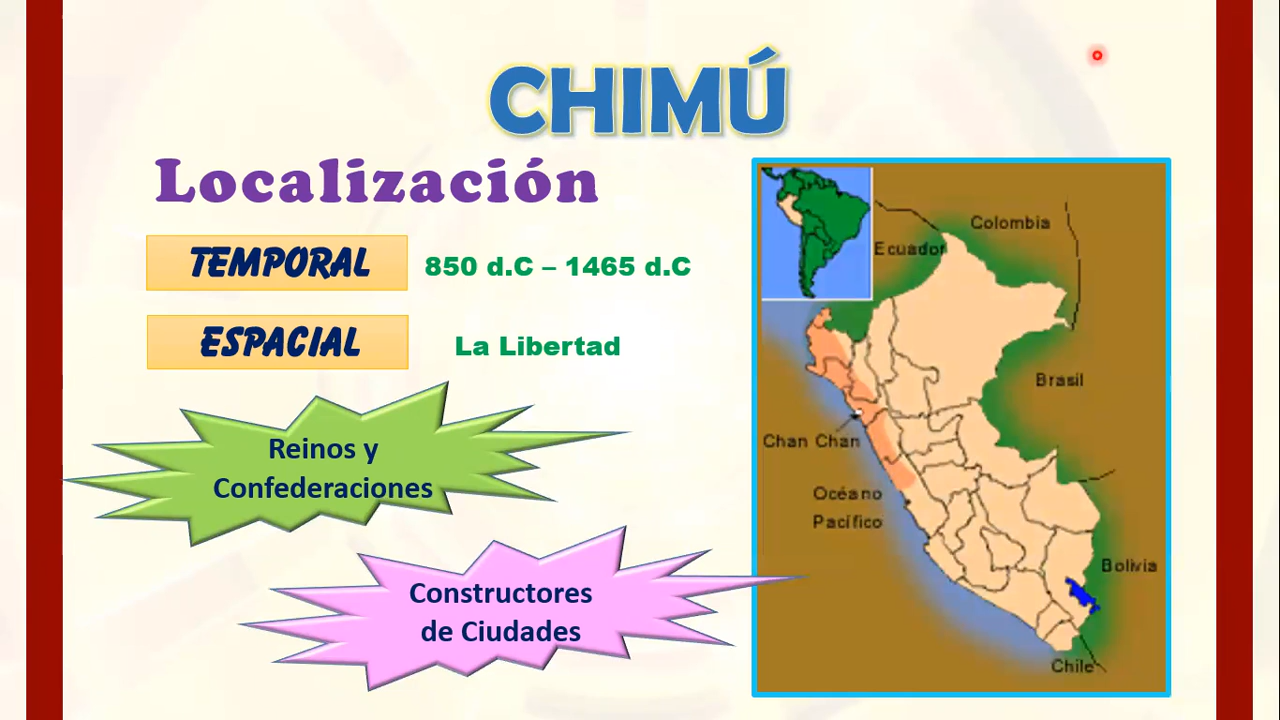 CHIMÚ
Localización
TEMPORAL
850 d.C – 1465 d.C
ESPACIAL
La Libertad
Reinos y
Confederaciones
Constructores
de Ciudades
Colombia
Ecuador
Brasil
Chan Chan
Océano
Pacífico
Bolivia
Chile